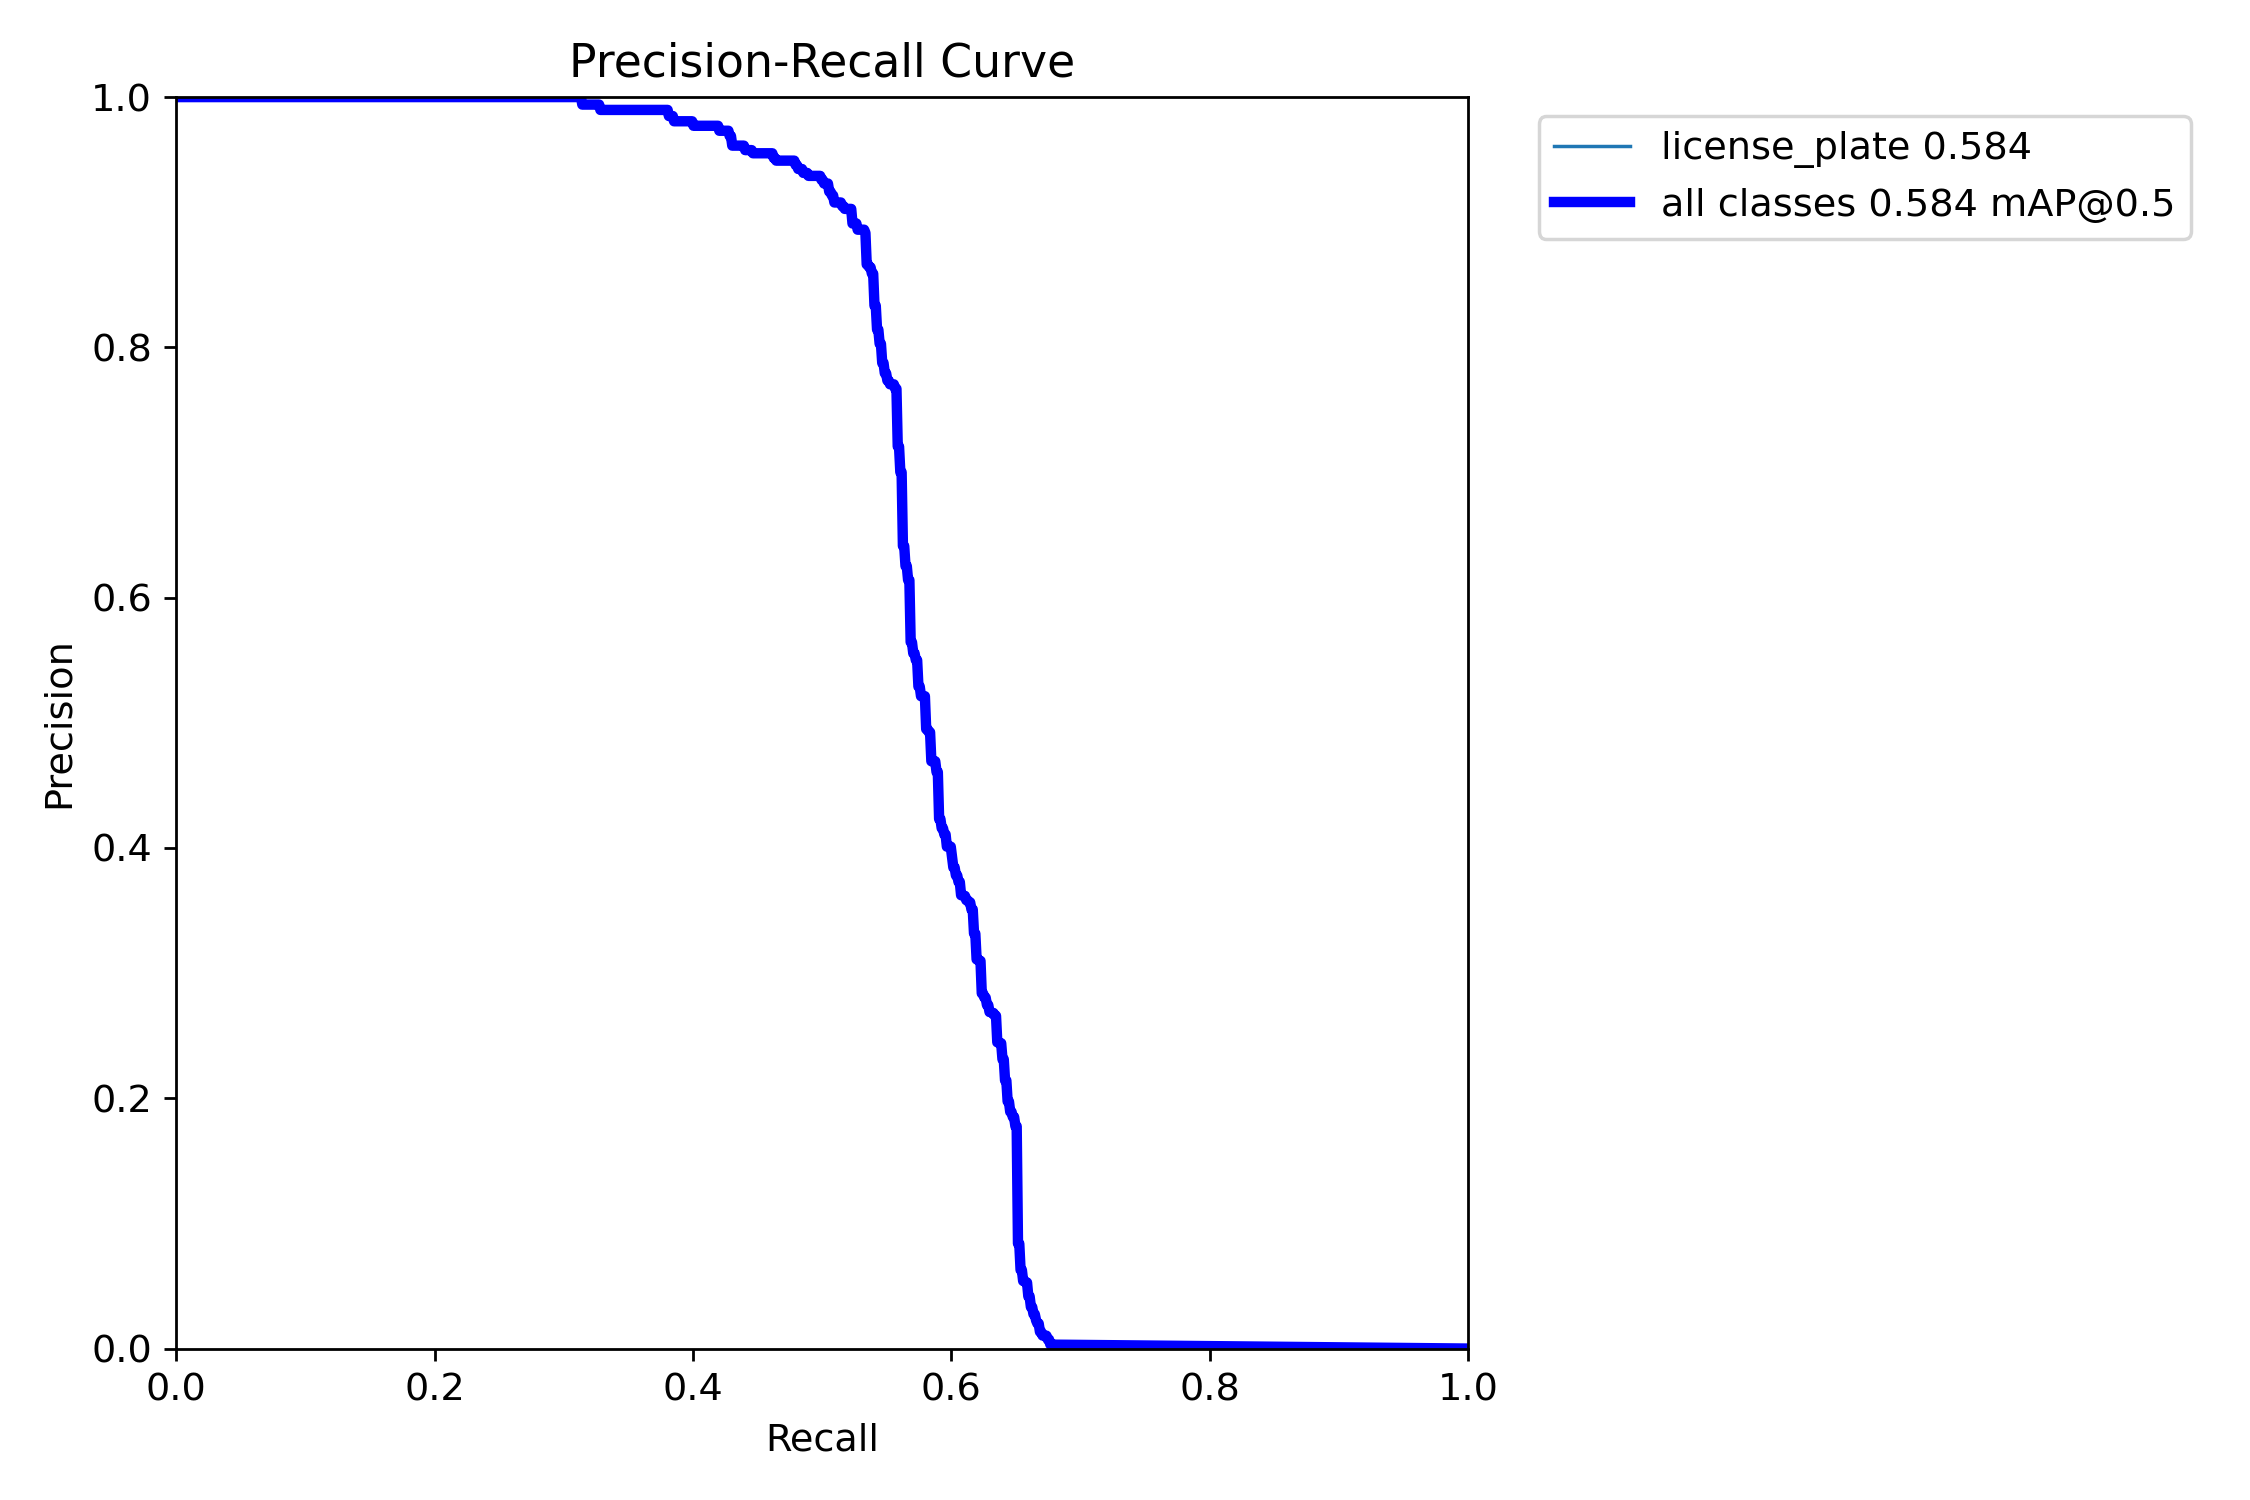 Precision-Recall Curve
license_plate 0.584
all classes 0.584 mAP@0.5
Precision
1.0
0.8
0.6
0.4
0.2
0.0
0.0 0.2 0.4 0.6 0.8 1.0
Recall